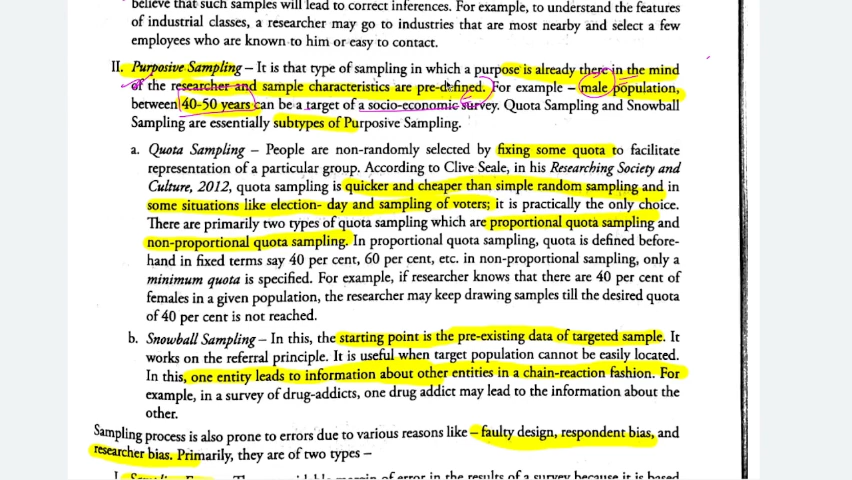 believe that such samples will lead to correct inferences. For example, to understand the features
of industrial classes, a researcher may go to industries that are most nearby and select a few
employees who are known to him or easy to contact.
II. Purposive Sampling – It is that type of sampling in which a purpose is already there in the mind
of the researcher and sample characteristics are pre-defined. For example – male population,
between 40-50 years can be a target of a socio-economic survey. Quota Sampling and Snowball
Sampling are essentially subtypes of Purposive Sampling.
a. Quota Sampling – People are non-randomly selected by fixing some quota to facilitate
representation of a particular group. According to Clive Seale, in his Researching Society and
Culture, 2012, quota sampling is quicker and cheaper than simple random sampling and in
some situations like election- day and sampling of voters; it is practically the only choice.
There are primarily two types of quota sampling which are proportional quota sampling and
non-proportional quota sampling. In proportional quota sampling, quota is defined before-
hand in fixed terms say 40 per cent, 60 per cent, etc. in non-proportional sampling, only a
minimum quota is specified. For example, if researcher knows that there are 40 per cent of
females in a given population, the researcher may keep drawing samples till the desired quota
of 40 per cent is not reached.
b. Snowball Sampling – In this, the starting point is the pre-existing data of targeted sample. It
works on the referral principle. It is useful when target population cannot be easily located.
In this, one entity leads to information about other entities in a chain-reaction fashion. For
example, in a survey of drug-addicts, one drug addict may lead to the information about the
other.
Sampling process is also prone to errors due to various reasons like – faulty design, respondent bias, and
researcher bias. Primarily, they are of two types –
margin of error in the results of a survey because it is based